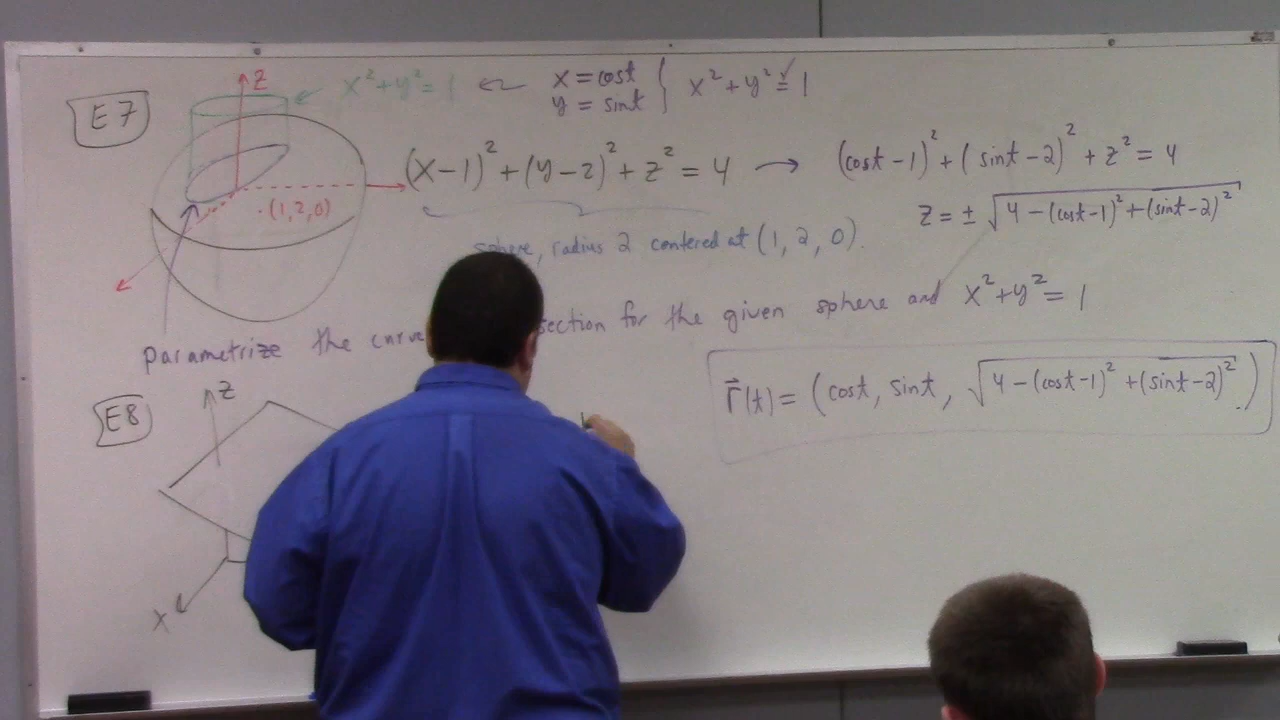 E7
z
x² + y² = 1 ← x = cost
y = sint } x² + y² = 1 ✓
(x-1)² + (y-2)² + z² = 4 → (cost-1)² + (sint-2)² + z² = 4
·(1,2,0)
z = ± √(4-(cost-1)²+(sint-2)²)
sphere, radius 2 centered at (1, 2, 0).
parametrize the curve section for the given sphere and x² + y² = 1
r⃗(t) = (cost, sint, √(4-(cost-1)²+(sint-2)²))
E8
z
x